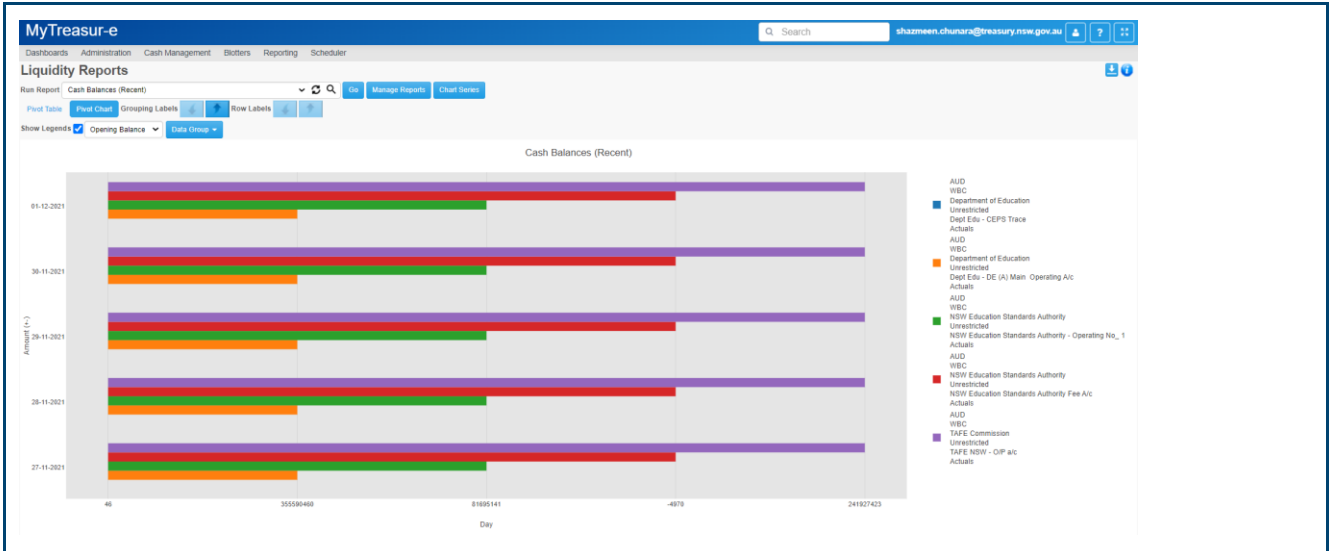 MyTreasur-e
Search
shazmeen.chunara@treasury.nsw.gov.au
?
Dashboards Administration Cash Management Blotters Reporting Scheduler
Liquidity Reports
Run Report Cash Balances (Recent) Go Manage Reports Chart Series
Pivot Table Pivot Chart Grouping Labels Row Labels
Show Legends Opening Balance Data Group
Cash Balances (Recent)
01-12-2021
30-11-2021
29-11-2021
28-11-2021
27-11-2021
Amount (+-)
46 355590460 81695141 -4970 241927423
Day
AUD
WBC
Department of Education
Unrestricted
Dept Edu - CEPS Trace
Actuals
AUD
WBC
Department of Education
Unrestricted
Dept Edu - DE (A) Main Operating A/c
Actuals
AUD
WBC
NSW Education Standards Authority
Unrestricted
NSW Education Standards Authority - Operating No_ 1
Actuals
AUD
WBC
NSW Education Standards Authority
Unrestricted
NSW Education Standards Authority Fee A/c
Actuals
AUD
WBC
TAFE Commission
Unrestricted
TAFE NSW - O/P a/c
Actuals